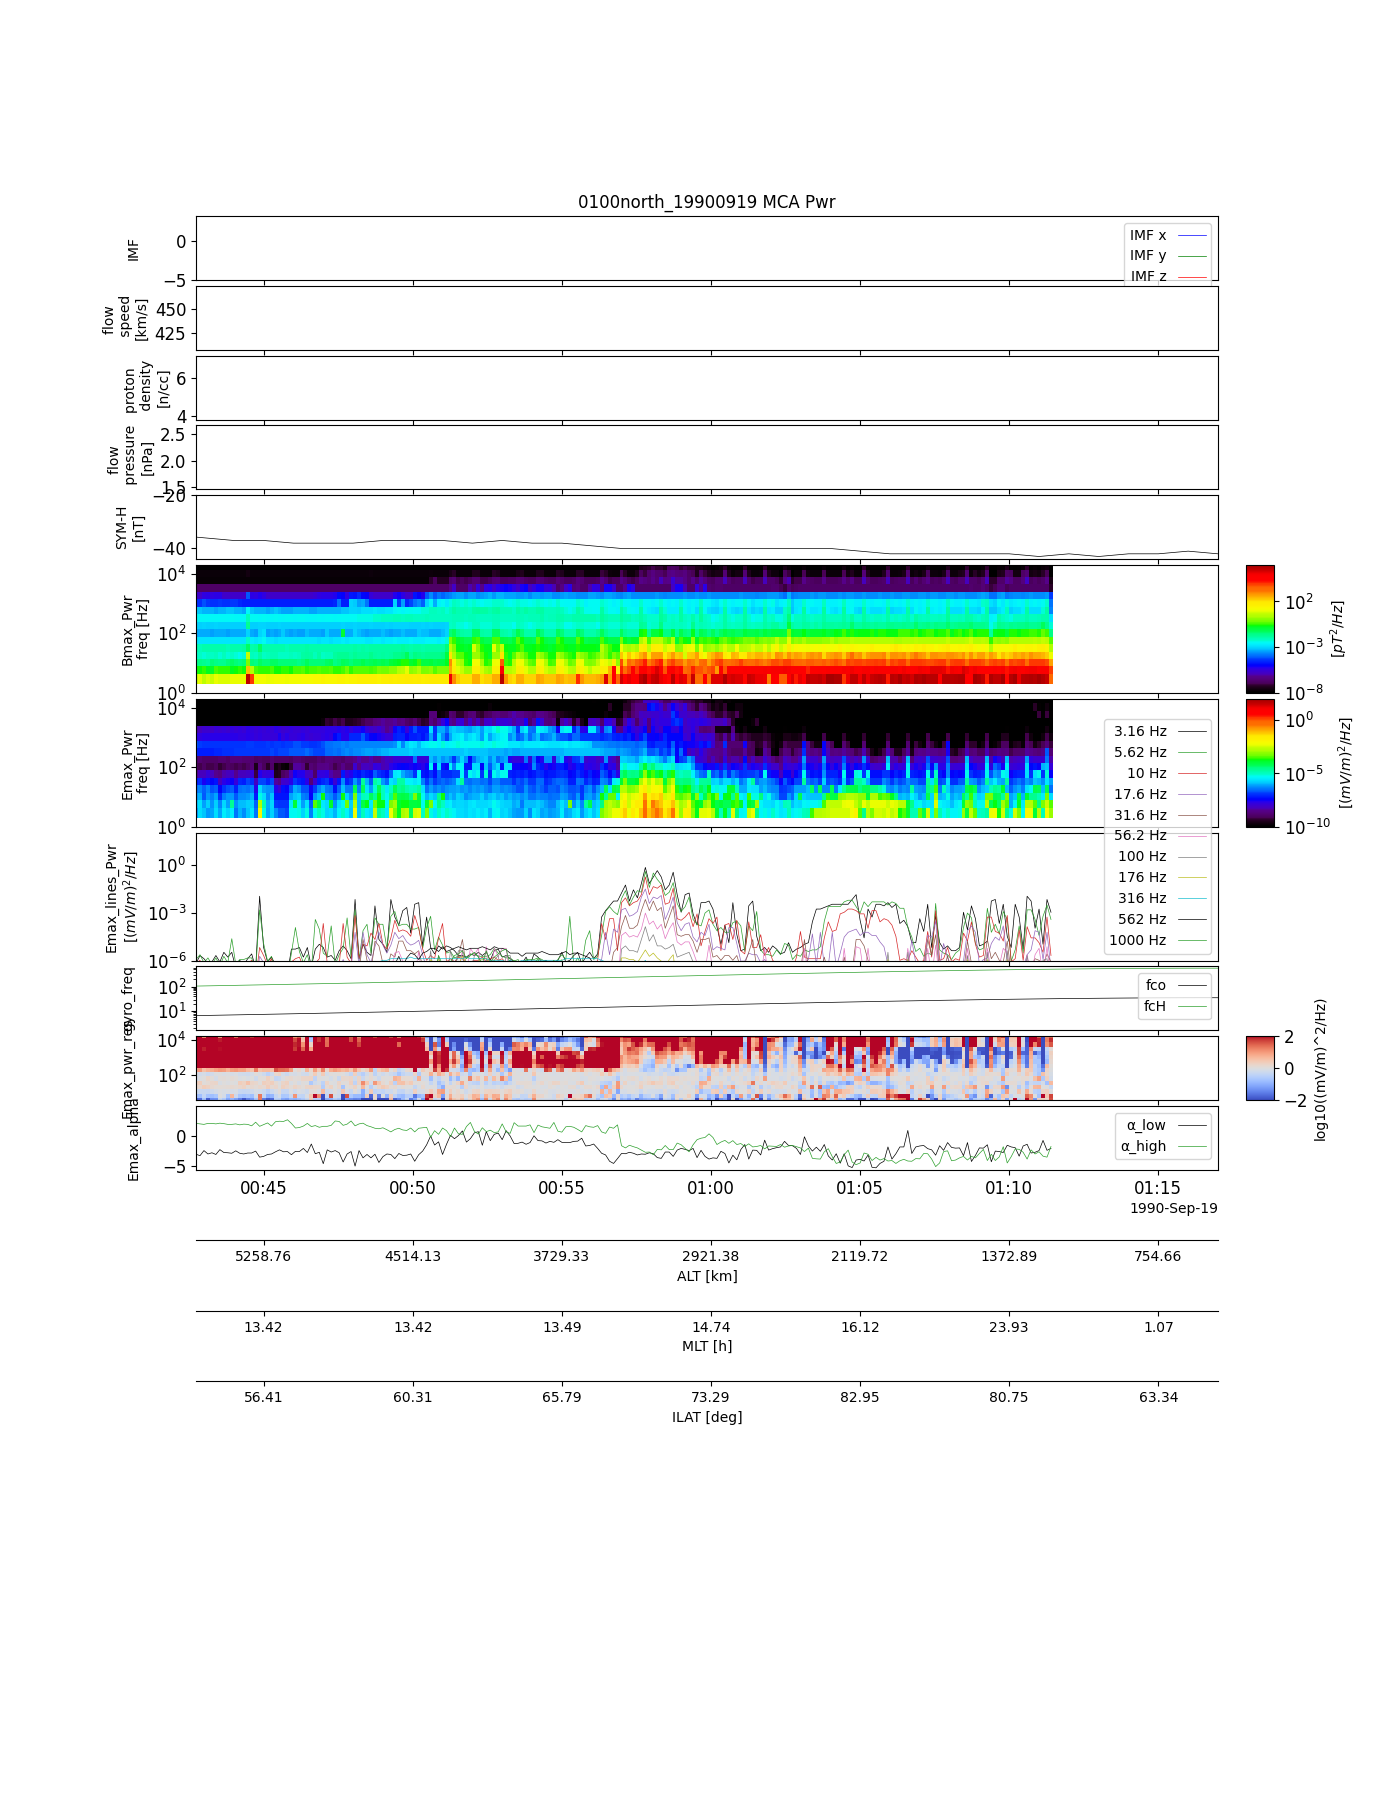 0100north_19900919 MCA Pwr
IMF
0
−5
IMF x
IMF y
IMF z
flow
speed
[km/s]
450
425
proton
density
[n/cc]
6
4
flow
pressure
[nPa]
2.5
2.0
1.5
SYM-H
[nT]
−20
−40
Bmax_Pwr
freq [Hz]
10^4
10^2
10^0
10^2
10^−3
10^−8
[pT^2/Hz]
Emax_Pwr
freq [Hz]
10^4
10^2
10^0
10^0
10^−5
10^−10
[(mV/m)^2/Hz]
3.16 Hz
5.62 Hz
10 Hz
17.6 Hz
31.6 Hz
56.2 Hz
100 Hz
176 Hz
316 Hz
562 Hz
1000 Hz
Emax_lines_Pwr
[(mV/m)^2/Hz]
10^0
10^−3
10^−6
gyro_freq
10^2
10^1
fco
fcH
10^4
10^2
2
0
−2
log10((mV/m)^2/Hz)
Emax_alpha
0
−5
α_low
α_high
00:45 00:50 00:55 01:00 01:05 01:10 01:15
1990-Sep-19
5258.76 4514.13 3729.33 2921.38 2119.72 1372.89 754.66
ALT [km]
13.42 13.42 13.49 14.74 16.12 23.93 1.07
MLT [h]
56.41 60.31 65.79 73.29 82.95 80.75 63.34
ILAT [deg]